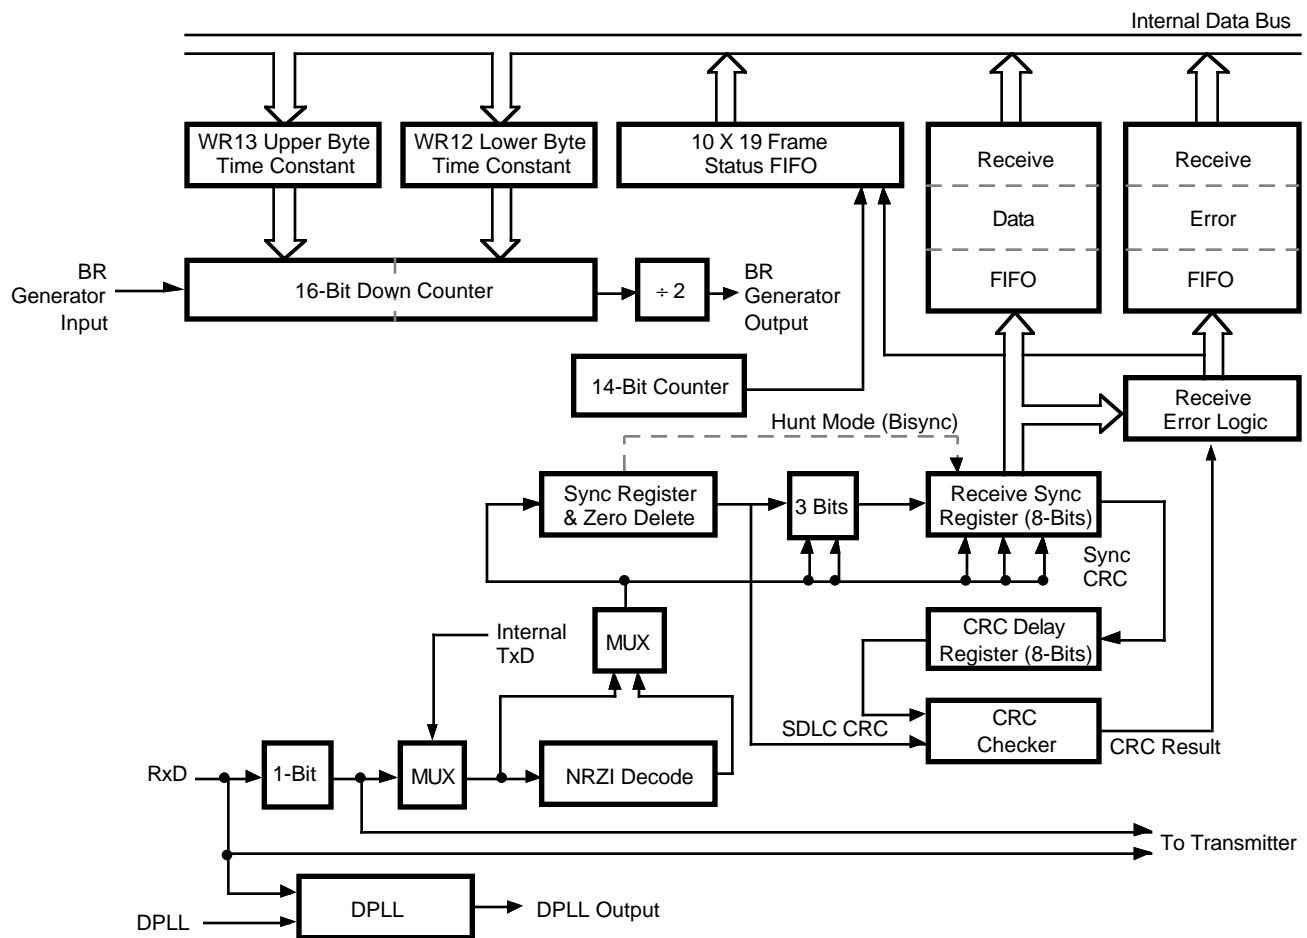 Internal Data Bus
WR13 Upper Byte
Time Constant
WR12 Lower Byte
Time Constant
10 X 19 Frame
Status FIFO
Receive
Data
FIFO
Receive
Error
FIFO
BR
Generator
Input
16-Bit Down Counter
÷ 2
BR
Generator
Output
14-Bit Counter
Receive
Error Logic
Hunt Mode (Bisync)
Sync Register
& Zero Delete
3 Bits
Receive Sync
Register (8-Bits)
Sync
CRC
Internal
TxD
MUX
CRC Delay
Register (8-Bits)
SDLC CRC
CRC
Checker
CRC Result
RxD
1-Bit
MUX
NRZI Decode
To Transmitter
DPLL
DPLL
DPLL Output